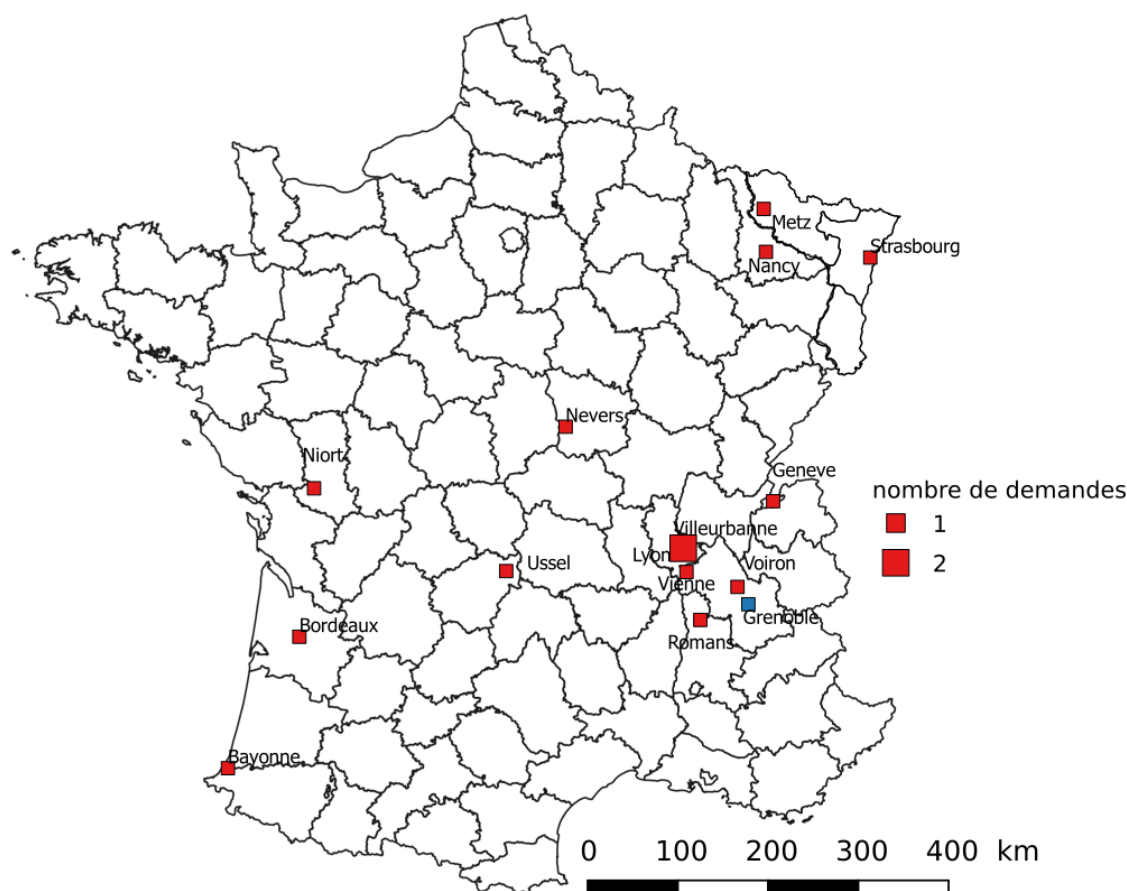 Metz
Strasbourg
Nancy
Nevers
Niort
Geneve
nombre de demandes
1
2
Villeurbanne
Lyon
Voiron
Ussel
Vienne
Grenoble
Bordeaux
Romans
Bayonne
0 100 200 300 400 km